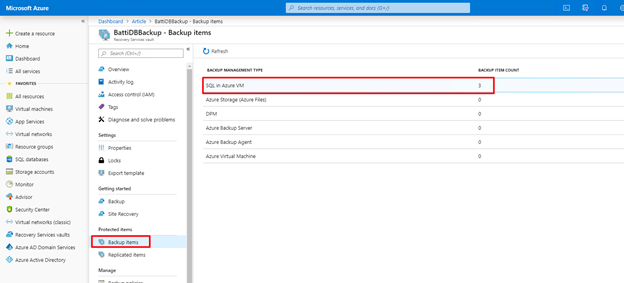 Microsoft Azure
Search resources, services, and docs (G+/)
Create a resource
Home
Dashboard
All services
FAVORITES
All resources
Virtual machines
App Services
Virtual networks
Resource groups
SQL databases
Storage accounts
Monitor
Advisor
Security Center
Virtual networks (classic)
Recovery Services vaults
Azure AD Domain Services
Azure Active Directory
Dashboard > Article > BattiDBBackup - Backup items
BattiDBBackup - Backup items
Recovery Services vault
Search (Ctrl+/)
Overview
Activity log
Access control (IAM)
Tags
Diagnose and solve problems
Settings
Properties
Locks
Export template
Getting started
Backup
Site Recovery
Protected items
Backup items
Replicated items
Manage
Backup policies
Refresh
BACKUP MANAGEMENT TYPE BACKUP ITEM COUNT
SQL in Azure VM 3
Azure Storage (Azure Files) 0
DPM 0
Azure Backup Server 0
Azure Backup Agent 0
Azure Virtual Machine 0